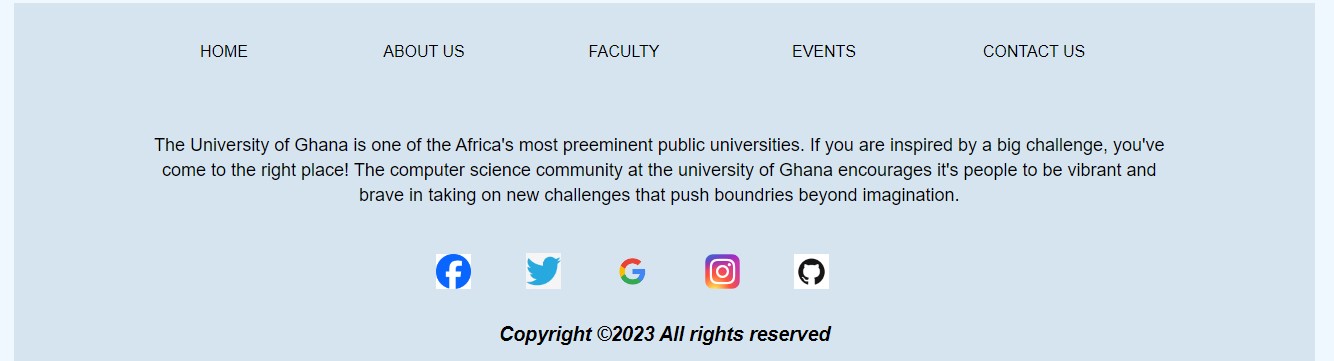 HOME ABOUT US FACULTY EVENTS CONTACT US
The University of Ghana is one of the Africa's most preeminent public universities. If you are inspired by a big challenge, you've
come to the right place! The computer science community at the university of Ghana encourages it's people to be vibrant and
brave in taking on new challenges that push boundries beyond imagination.
Copyright ©2023 All rights reserved